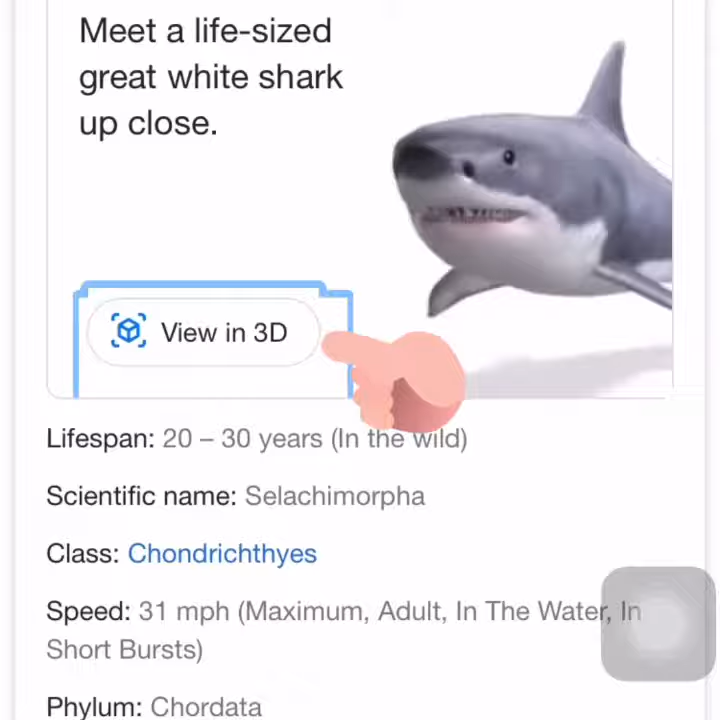 Meet a life-sized
great white shark
up close.
View in 3D
Lifespan: 20 – 30 years (In the wild)
Scientific name: Selachimorpha
Class: Chondrichthyes
Speed: 31 mph (Maximum, Adult, In The Water, In
Short Bursts)
Phylum: Chordata